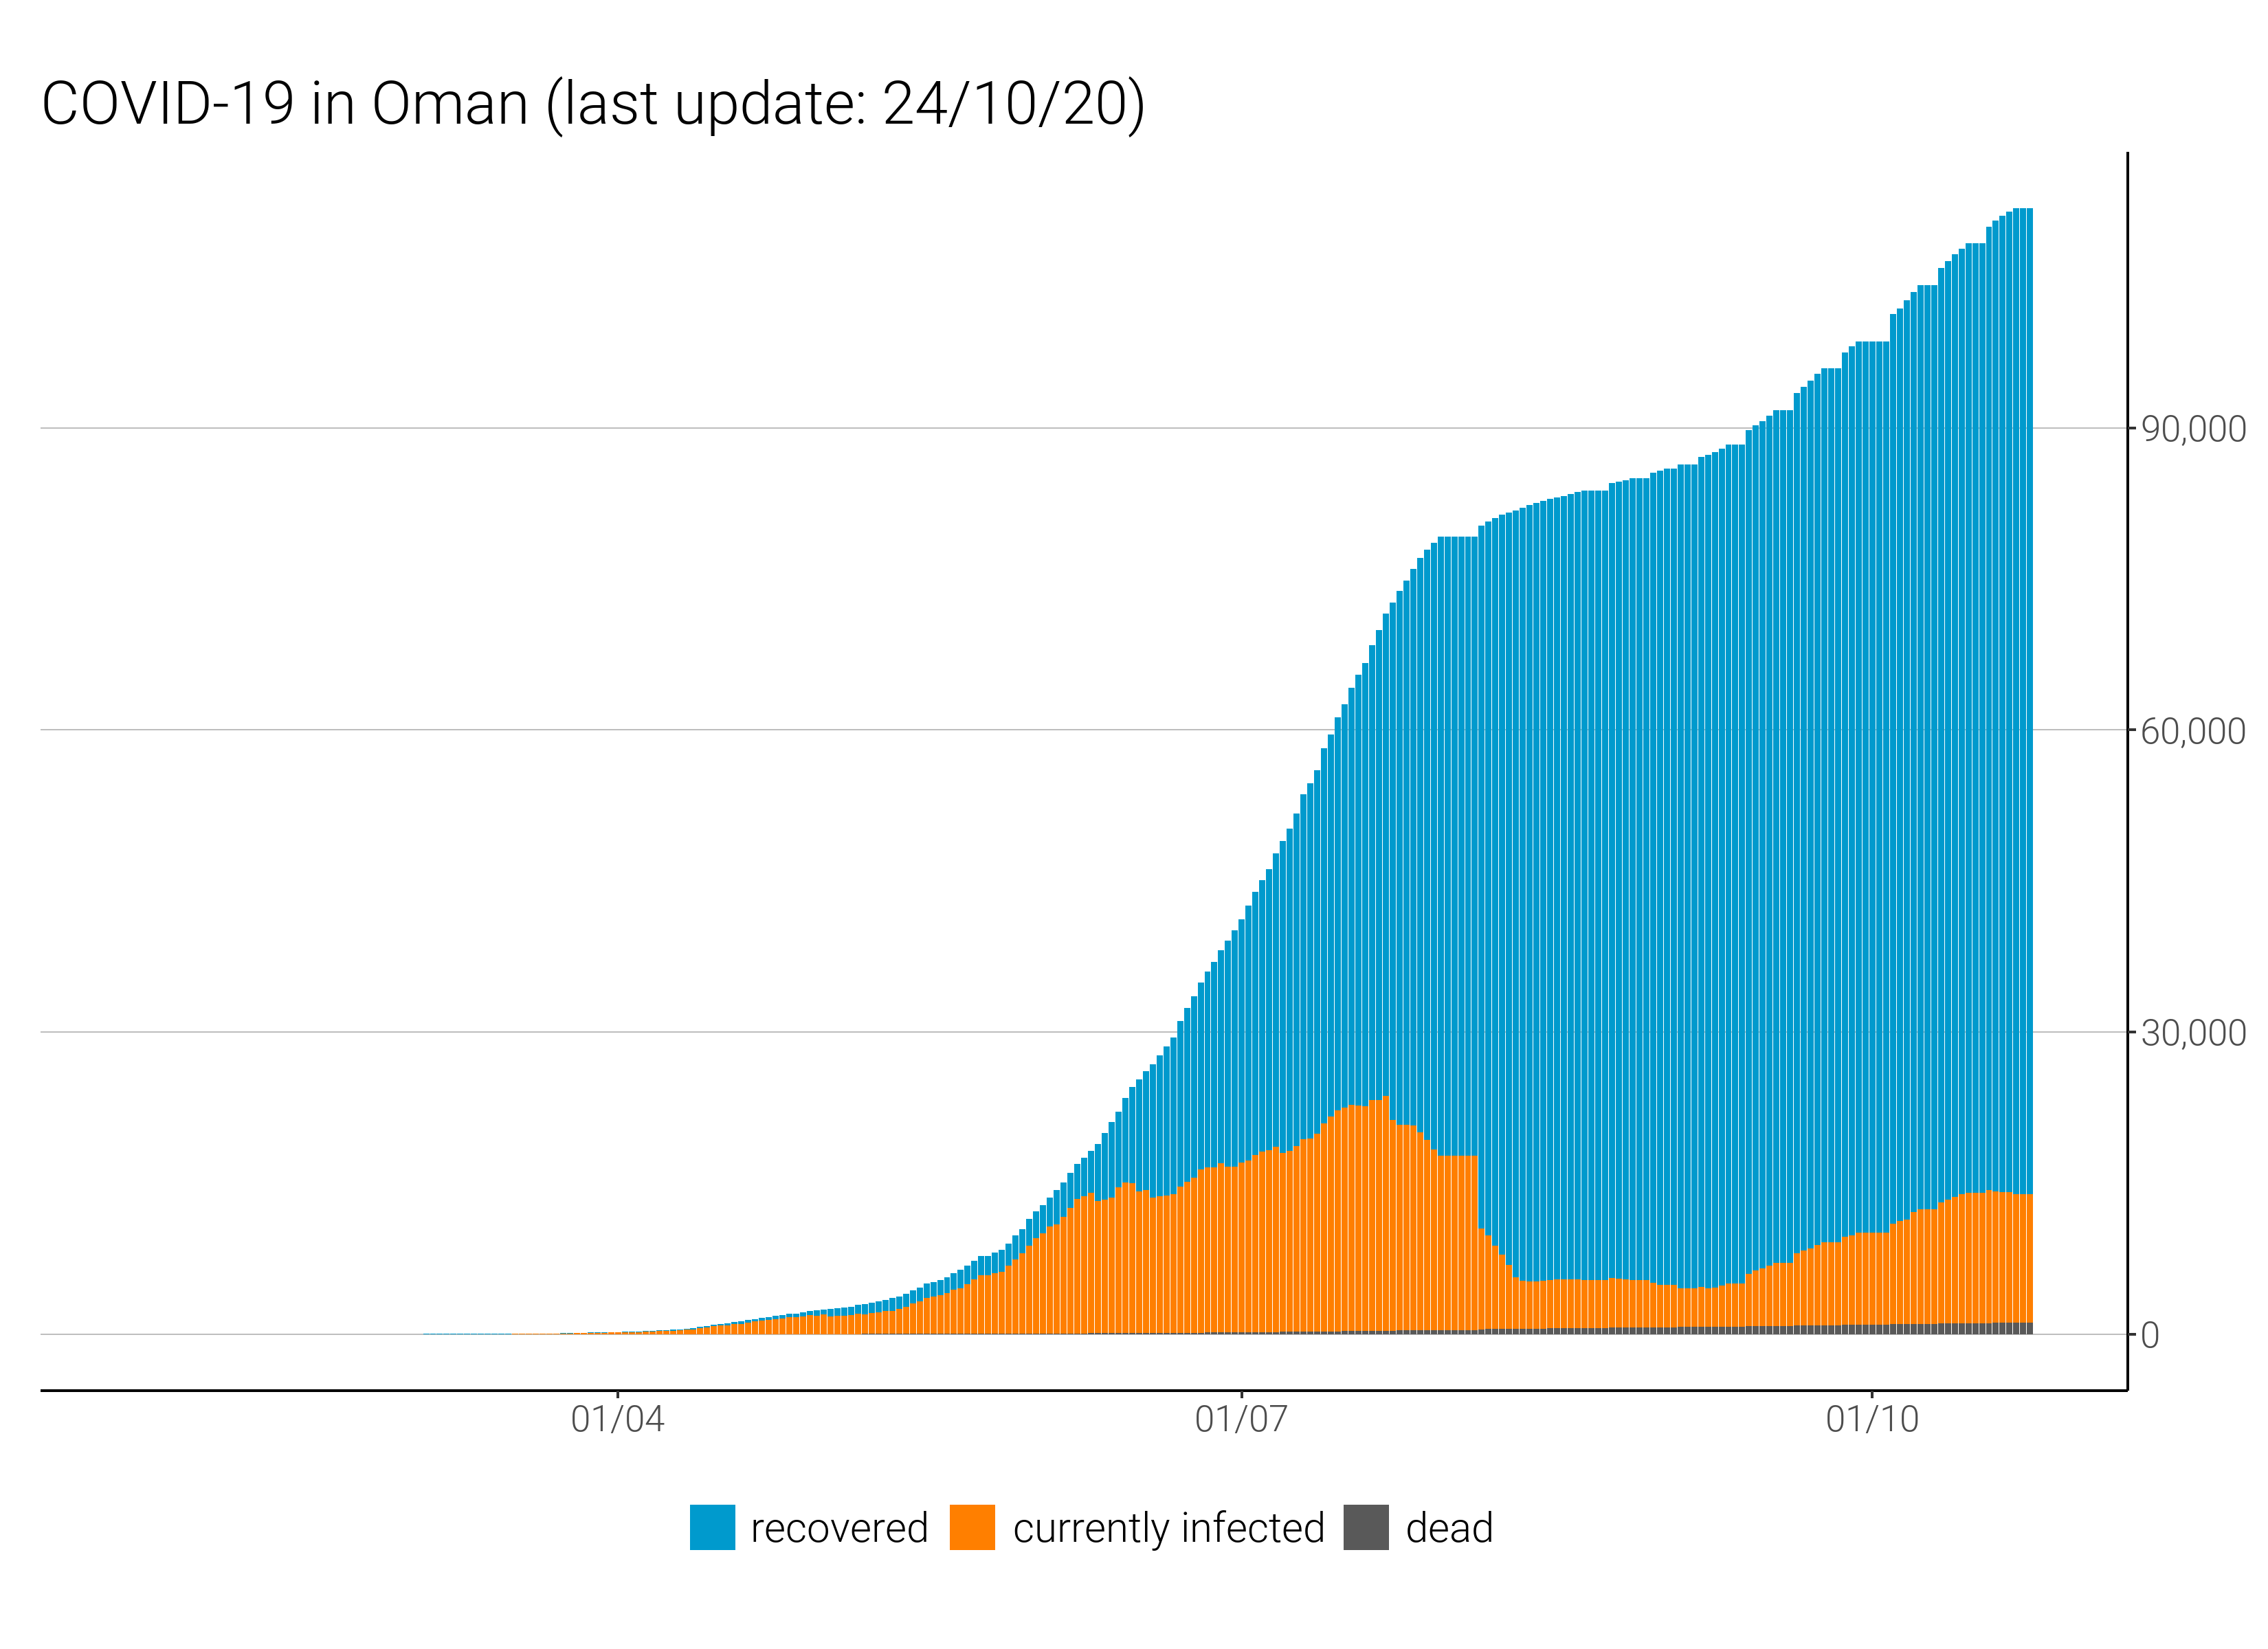 COVID-19 in Oman (last update: 24/10/20)
90,000
60,000
30,000
0
01/04 01/07 01/10
recovered currently infected dead